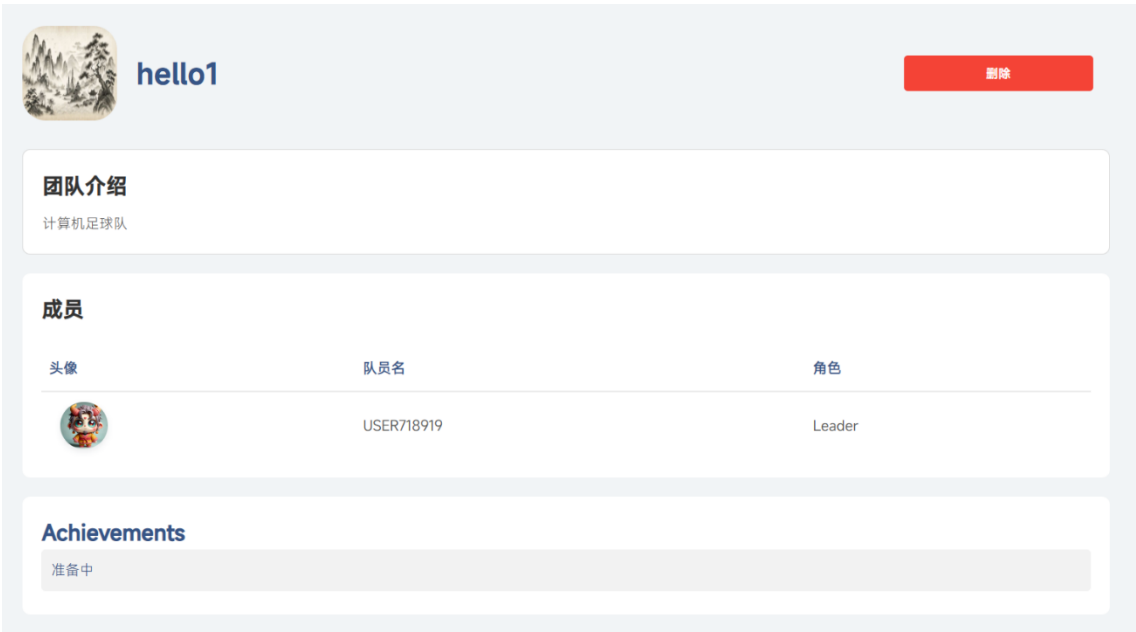 hello1
删除
团队介绍
计算机足球队
成员
头像 队员名 角色
USER718919 Leader
Achievements
准备中